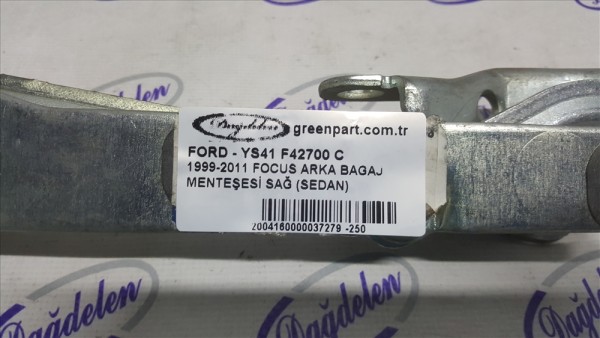 Dağdelen
greenpart.com.tr
FORD - YS41 F42700 C
1999-2011 FOCUS ARKA BAGAJ
MENTEŞESİ SAĞ (SEDAN)
2004160000037279 -250
Dağdelen
Dağdelen